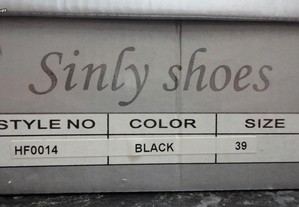 Sinly shoes
STYLE NO COLOR SIZE
HF0014 BLACK 39